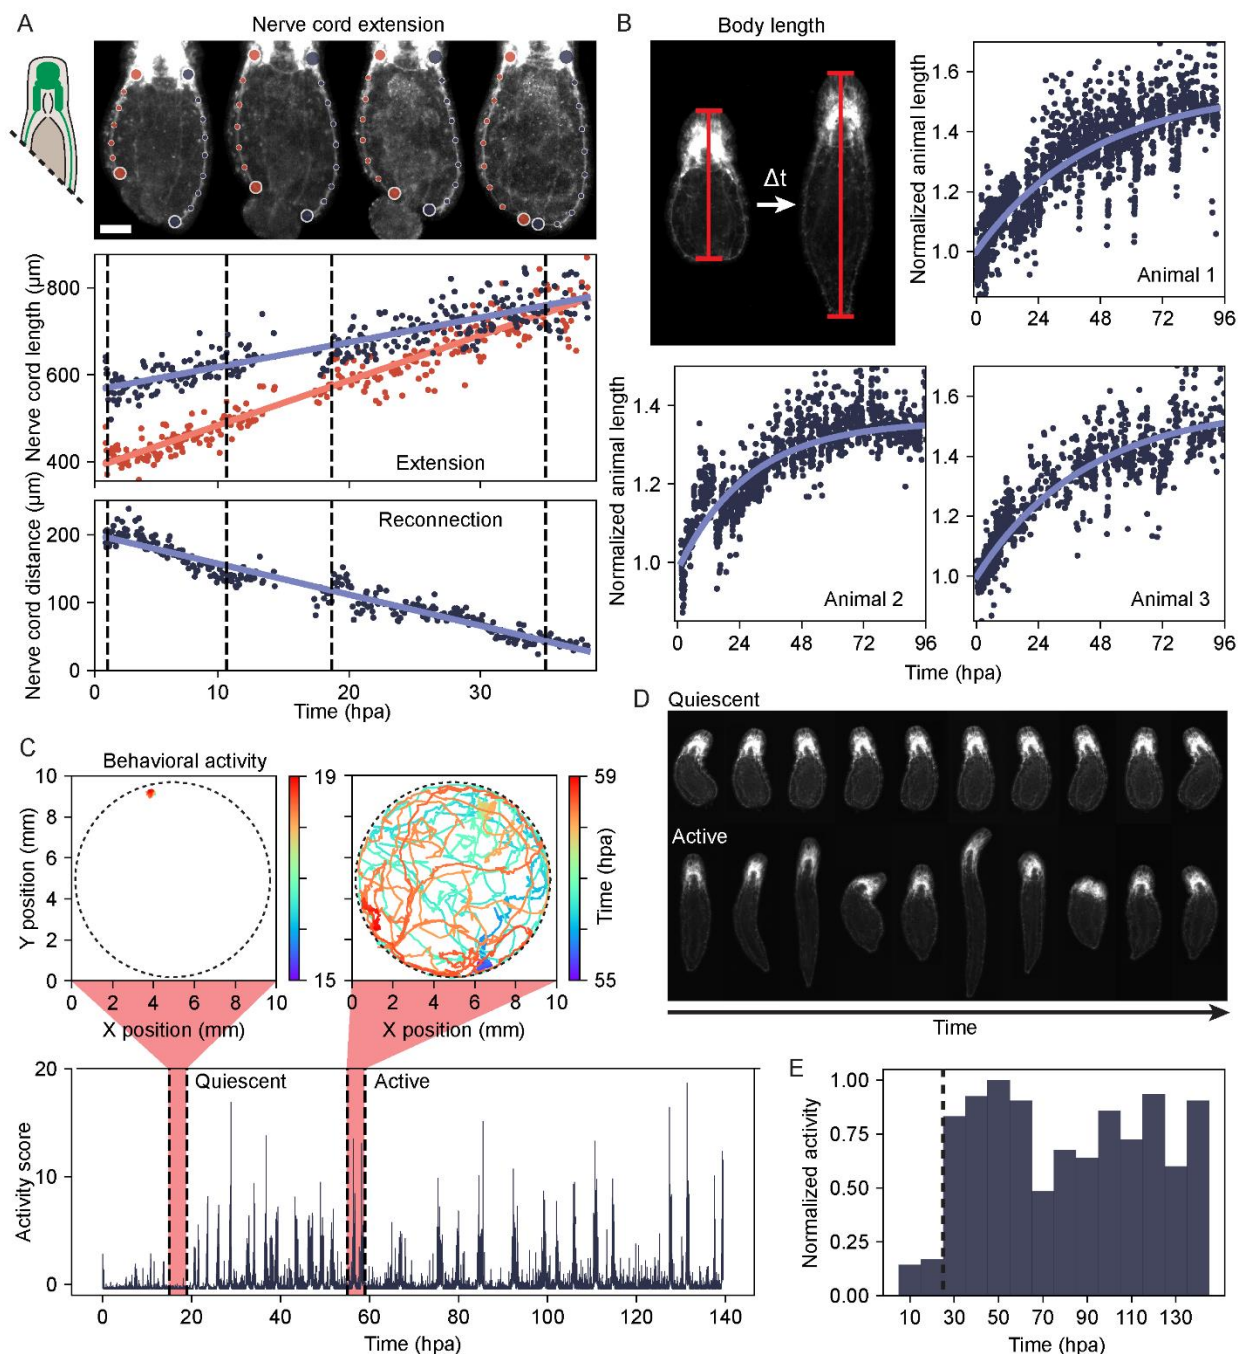 A
Nerve cord extension
Nerve cord length (µm)
800
600
400
Extension
Nerve cord distance (µm)
200
100
0
Reconnection
0
10
20
30
Time (hpa)
B
Body length
Δt
Normalized animal length
1.6
1.4
1.2
1.0
Animal 1
0
24
48
72
96
Normalized animal length
1.4
1.2
1.0
Animal 2
0
24
48
72
96
1.6
1.4
1.2
1.0
Animal 3
0
24
48
72
96
Time (hpa)
C
Behavioral activity
Y position (mm)
10
8
6
4
2
0
0
2
4
6
8
10
X position (mm)
19
15
10
5
0
0
2
4
6
8
10
X position (mm)
59
55
Time (hpa)
Quiescent
Active
Activity score
20
10
0
0
20
40
60
80
100
120
140
Time (hpa)
D
Quiescent
Active
Time
E
Normalized activity
1.00
0.75
0.50
0.25
0.00
10
30
50
70
90
110
130
Time (hpa)